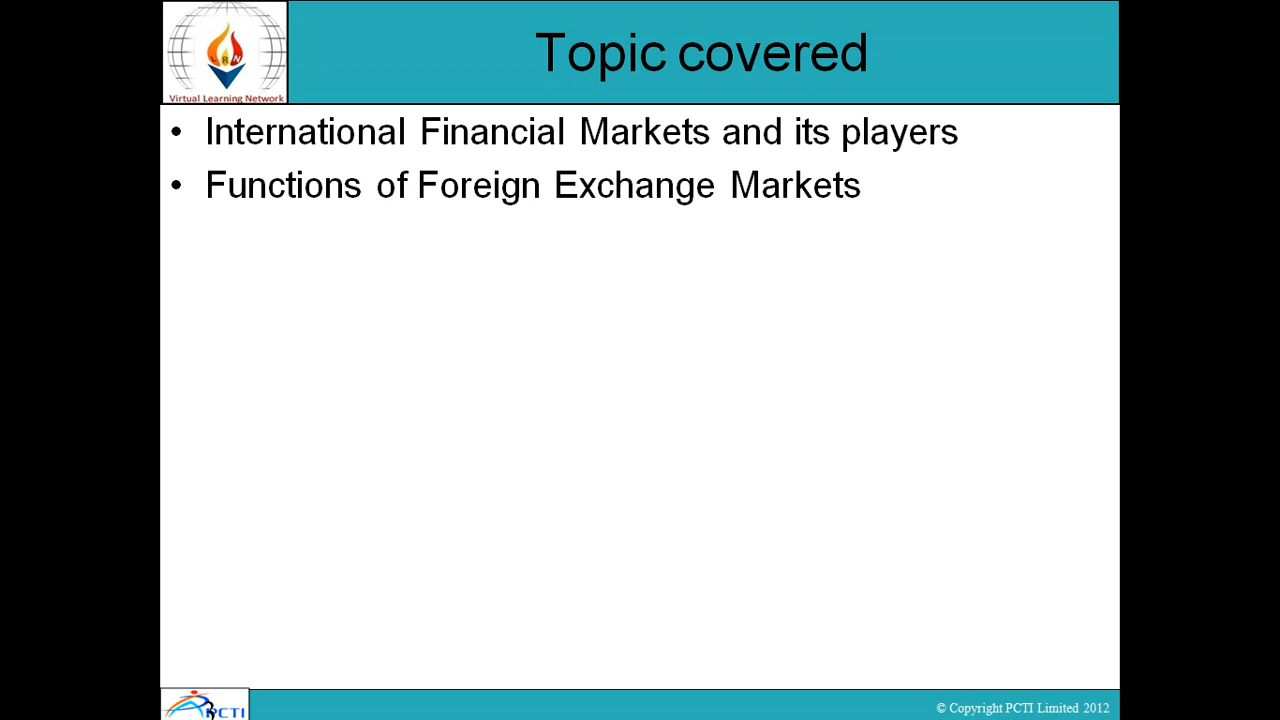 Topic covered
Virtual Learning Network
• International Financial Markets and its players
• Functions of Foreign Exchange Markets
PCTI
© Copyright PCTI Limited 2012